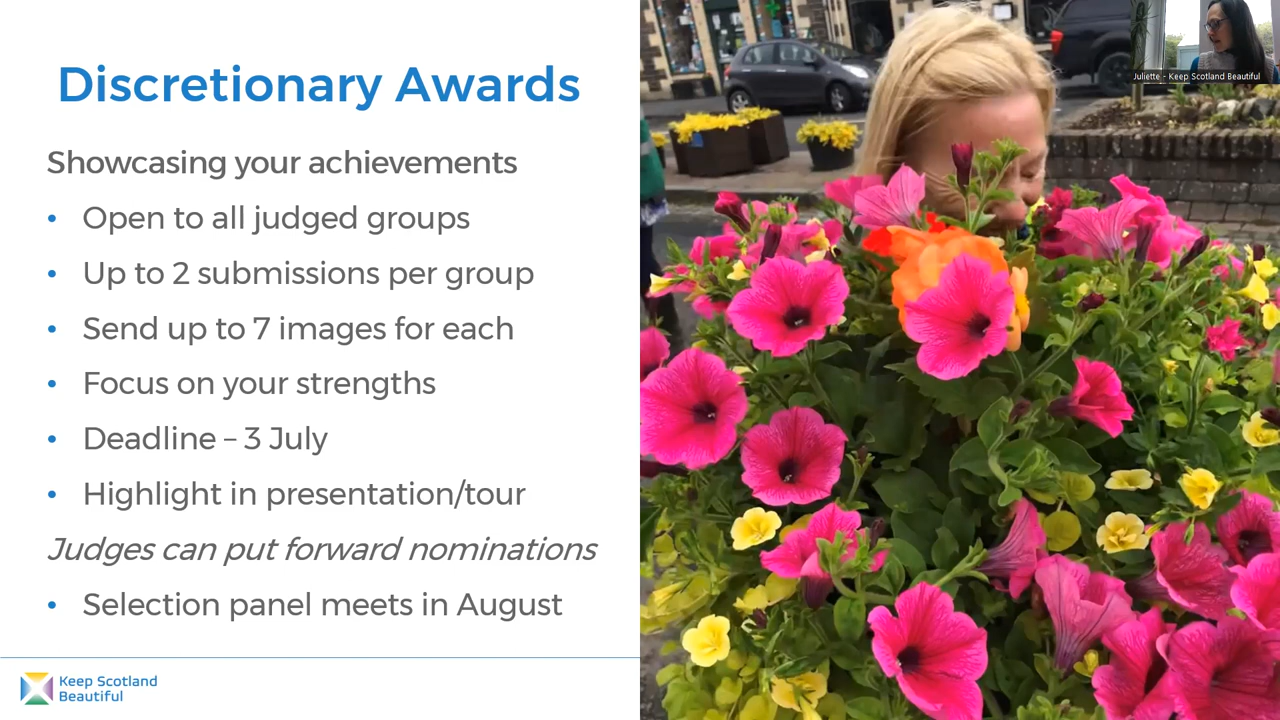 Discretionary Awards
Showcasing your achievements
• Open to all judged groups
• Up to 2 submissions per group
• Send up to 7 images for each
• Focus on your strengths
• Deadline – 3 July
• Highlight in presentation/tour
Judges can put forward nominations
• Selection panel meets in August
Keep Scotland
Beautiful
Juliette - Keep Scotland Beautiful